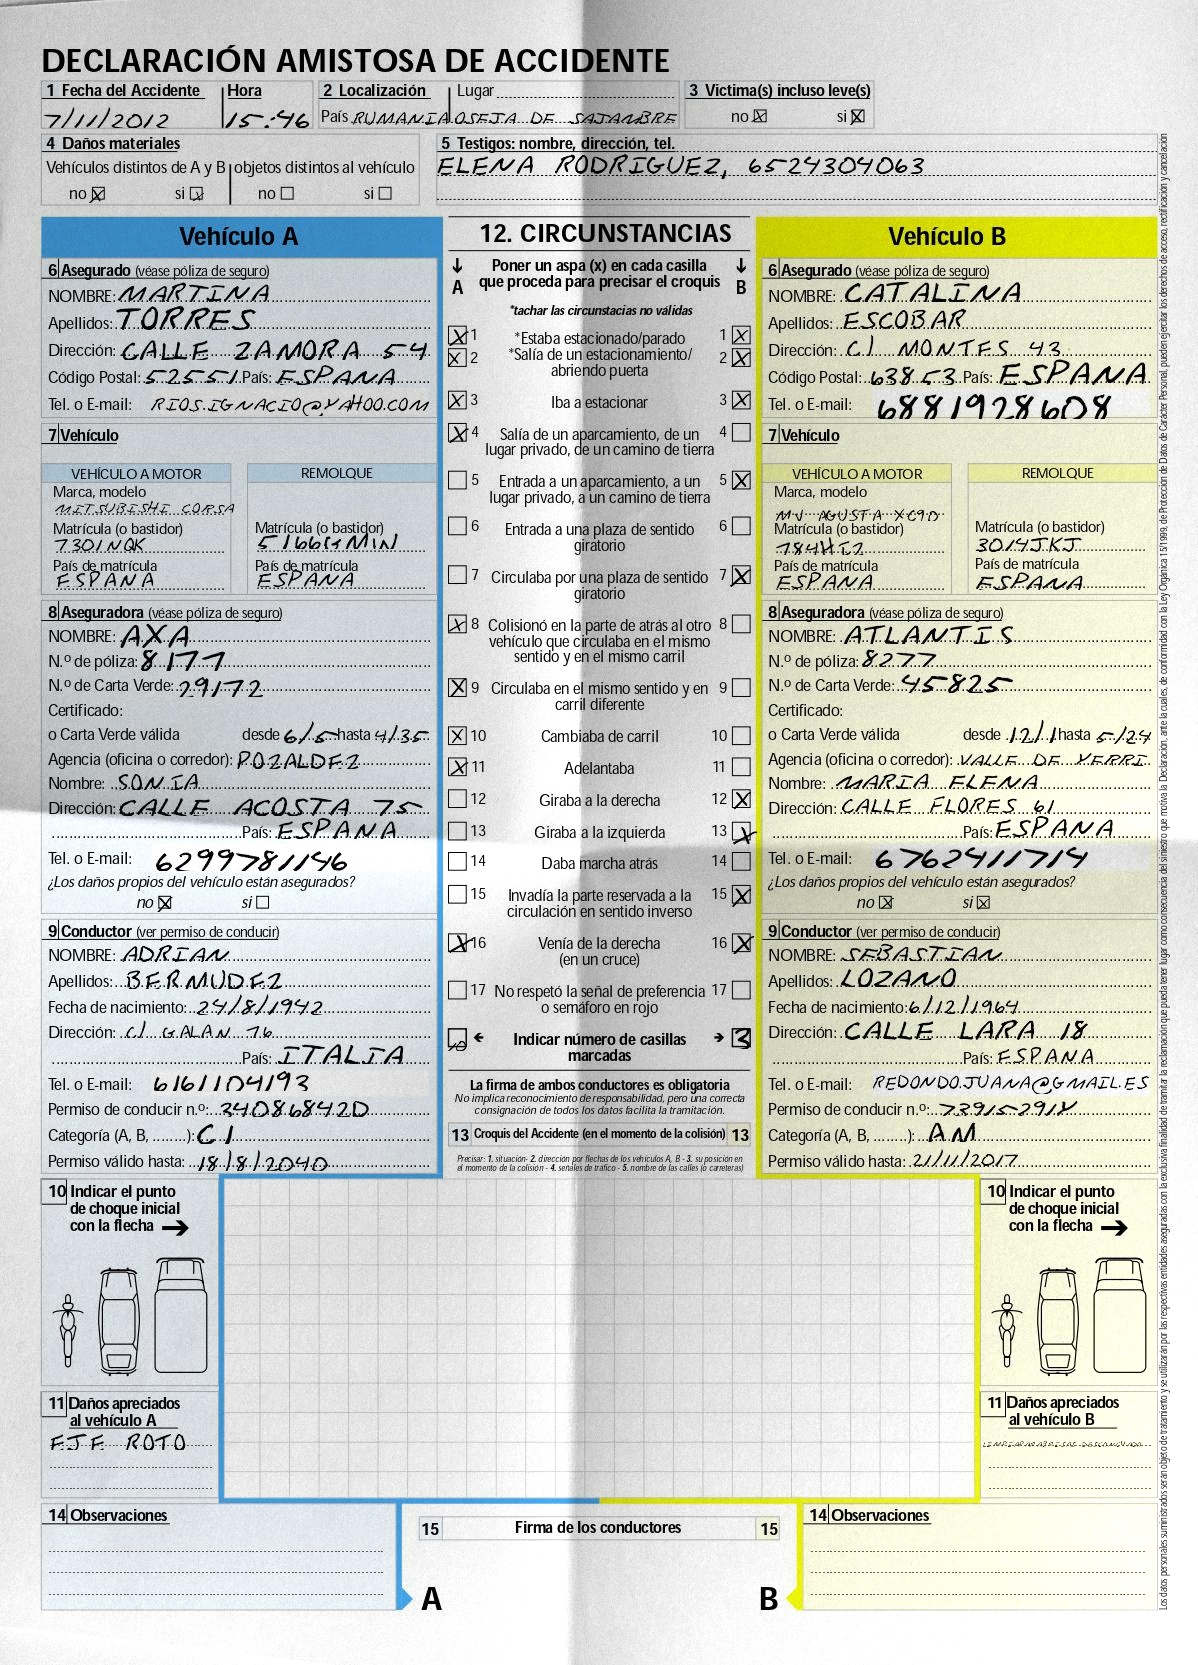 DECLARACIÓN AMISTOSA DE ACCIDENTE
1 Fecha del Accidente Hora 2 Localización Lugar 3 Victima(s) incluso leve(s)
7/11/2012 15:46 País RUMANIA OSEJA DE SAJAMBRE no si
4 Daños materiales 5 Testigos: nombre, dirección, tel.
Vehículos distintos de A y B objetos distintos al vehículo ELENA RODRIGUEZ, 6524304063
no si no si
Vehículo A
6 Asegurado (véase póliza de seguro)
NOMBRE: MARTINA
Apellidos: TORRES
Dirección: CALLE ZAMORA 54
Código Postal: 52551 País: ESPANA
Tel. o E-mail: RIOS.IGNACIO@YAHOO.COM
7 Vehículo
VEHÍCULO A MOTOR REMOLQUE
Marca, modelo
MITSUBISHI CORSA
Matrícula (o bastidor) Matrícula (o bastidor)
7301NQK 5166GMIN
País de matrícula País de matrícula
ESPANA ESPANA
8 Aseguradora (véase póliza de seguro)
NOMBRE: AXA
N.º de póliza: 8177
N.º de Carta Verde: 29172
Certificado:
o Carta Verde válida desde 6/5 hasta 4/35
Agencia (oficina o corredor): POZALDEZ
Nombre: SONIA
Dirección: CALLE ACOSTA 75
País: ESPANA
Tel. o E-mail: 6299781146
¿Los daños propios del vehículo están asegurados?
no si
9 Conductor (ver permiso de conducir)
NOMBRE: ADRIAN
Apellidos: BERMUDEZ
Fecha de nacimiento: 24/8/1942
Dirección: C/ GALAN 76
País: ITALIA
Tel. o E-mail: 6161104193
Permiso de conducir n.º: 34086842D
Categoría (A, B, ........): C1
Permiso válido hasta: 18/8/2040
12. CIRCUNSTANCIAS
A Poner un aspa (x) en cada casilla B
que proceda para precisar el croquis
*tachar las circunstacias no válidas
1 *Estaba estacionado/parado 1
2 *Salía de un estacionamiento/ 2
abriendo puerta
3 Iba a estacionar 3
4 Salía de un aparcamiento, de un 4
lugar privado, de un camino de tierra
5 Entrada a un aparcamiento, a un 5
lugar privado, a un camino de tierra
6 Entrada a una plaza de sentido 6
giratorio
7 Circulaba por una plaza de sentido 7
giratorio
8 Colisionó en la parte de atrás al otro 8
vehículo que circulaba en el mismo
sentido y en el mismo carril
9 Circulaba en el mismo sentido y en 9
carril diferente
10 Cambiaba de carril 10
11 Adelantaba 11
12 Giraba a la derecha 12
13 Giraba a la izquierda 13
14 Daba marcha atrás 14
15 Invadía la parte reservada a la 15
circulación en sentido inverso
16 Venía de la derecha 16
(en un cruce)
17 No respetó la señal de preferencia 17
o semáforo en rojo
10 Indicar número de casillas 3
marcadas
La firma de ambos conductores es obligatoria
No implica reconocimiento de responsabilidad, pero una correcta
consignación de todos los datos facilita la tramitación.
13 Croquis del Accidente (en el momento de la colisión) 13
Precisar: 1. situación- 2. dirección por flechas de los vehículos A, B - 3. su posición en
el momento de la colisión - 4. señales de tráfico - 5. nombre de las calles (o carreteras)
Vehículo B
6 Asegurado (véase póliza de seguro)
NOMBRE: CATALINA
Apellidos: ESCOBAR
Dirección: C/ MONTES 43
Código Postal: 63853 País: ESPANA
Tel. o E-mail: 6881928608
7 Vehículo
VEHÍCULO A MOTOR REMOLQUE
Marca, modelo
MV AGUSTA XC90
Matrícula (o bastidor) Matrícula (o bastidor)
784HIZ 3014JKJ
País de matrícula País de matrícula
ESPANA ESPANA
8 Aseguradora (véase póliza de seguro)
NOMBRE: ATLANTIS
N.º de póliza: 8277
N.º de Carta Verde: 45825
Certificado:
o Carta Verde válida desde 12/1 hasta 5/24
Agencia (oficina o corredor): VALLE DE YERRI
Nombre: MARIA ELENA
Dirección: CALLE FLORES 61
País: ESPANA
Tel. o E-mail: 6762411714
¿Los daños propios del vehículo están asegurados?
no si
9 Conductor (ver permiso de conducir)
NOMBRE: SEBASTIAN
Apellidos: LOZANO
Fecha de nacimiento: 6/12/1964
Dirección: CALLE LARA 18
País: ESPANA
Tel. o E-mail: REDONDOJUANA@GMAIL.ES
Permiso de conducir n.º: 73915291X
Categoría (A, B, ........): AM
Permiso válido hasta: 21/11/2017
10 Indicar el punto
de choque inicial
con la flecha
11 Daños apreciados
al vehículo A
EJE ROTO
10 Indicar el punto
de choque inicial
con la flecha
11 Daños apreciados
al vehículo B
LIMPIAPARABRISAS DESCONCHADO
14 Observaciones
15 Firma de los conductores 15
A B
14 Observaciones
Los datos personales suministrados seran objeto de tratamiento y se utilizaran por las respectivas entidades aseguradas con la exclusiva finalidad de tramitar la reclamación que pueda tener lugar como consecuencia del siniestro que motiva la Declaración, ante la cuales, de conformidad con la Ley Organica 15/1999, de Protección de Datos de Carácter Personal, pueden ejercitar los derechos de acceso, rectificación y cancelación